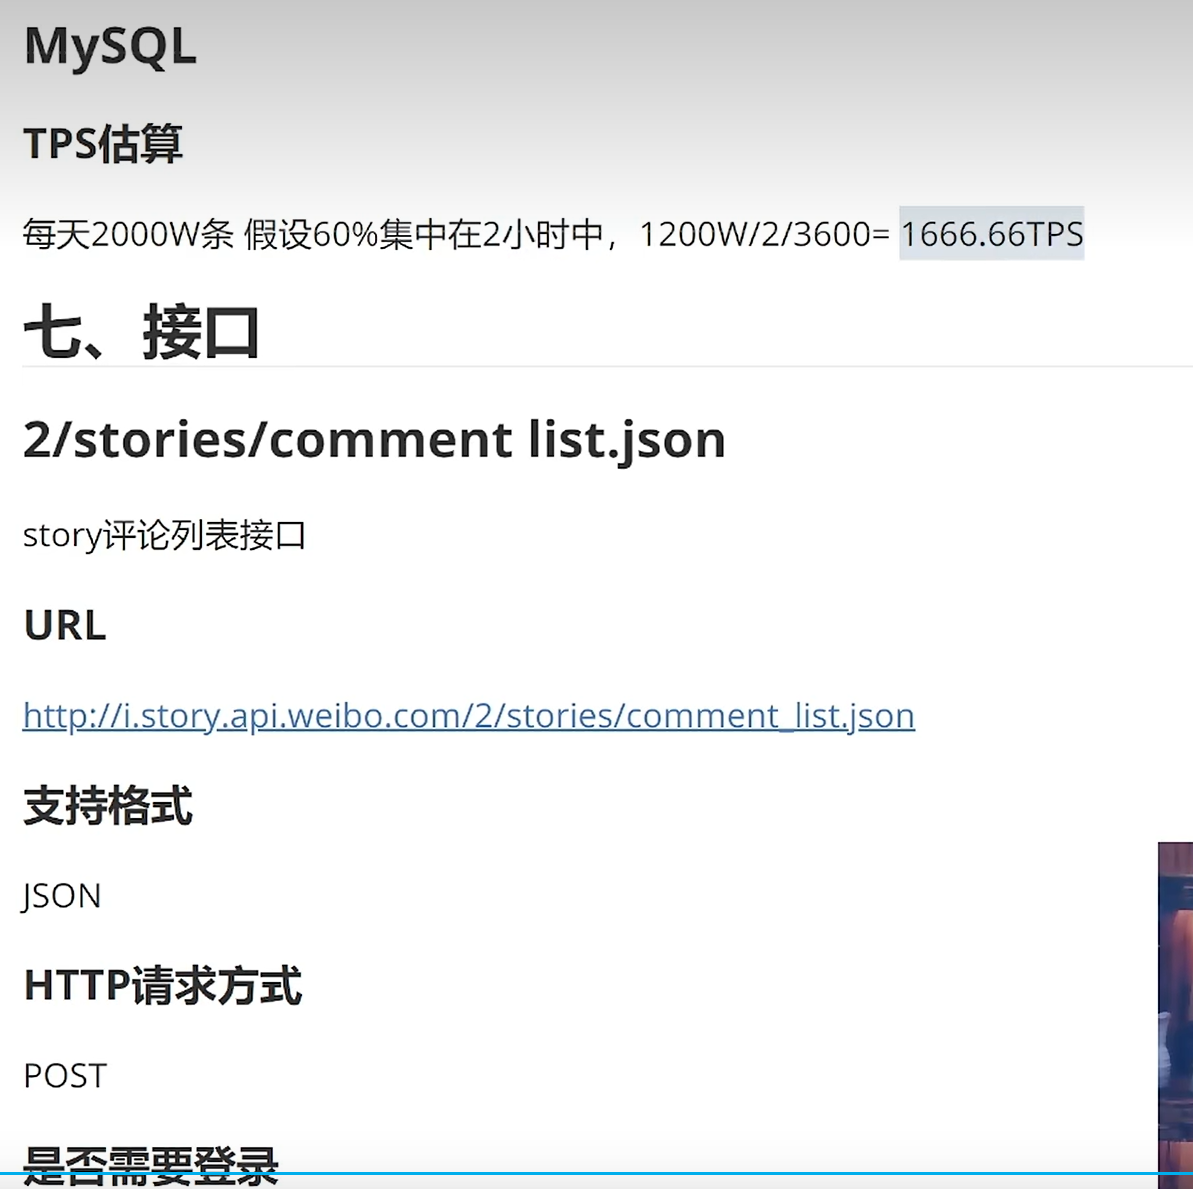 MySQL
TPS估算
每天2000W条 假设60%集中在2小时中，1200W/2/3600= 1666.66TPS
七、接口
2/stories/comment list.json
story评论列表接口
URL
http://i.story.api.weibo.com/2/stories/comment_list.json
支持格式
JSON
HTTP请求方式
POST
是否需要登录